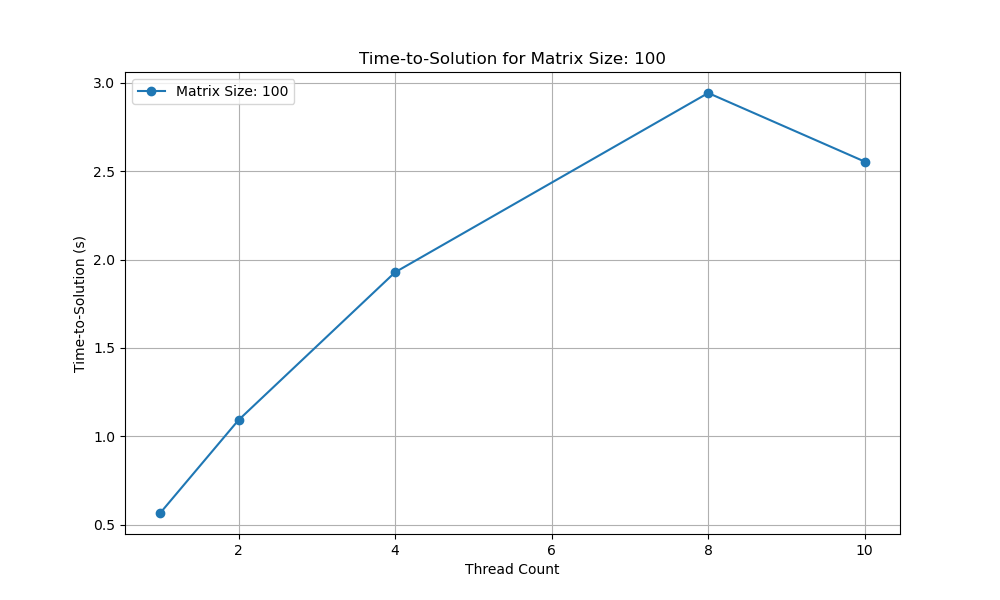 Time-to-Solution for Matrix Size: 100
Matrix Size: 100
3.0
2.5
2.0
1.5
1.0
0.5
Time-to-Solution (s)
2 4 6 8 10
Thread Count